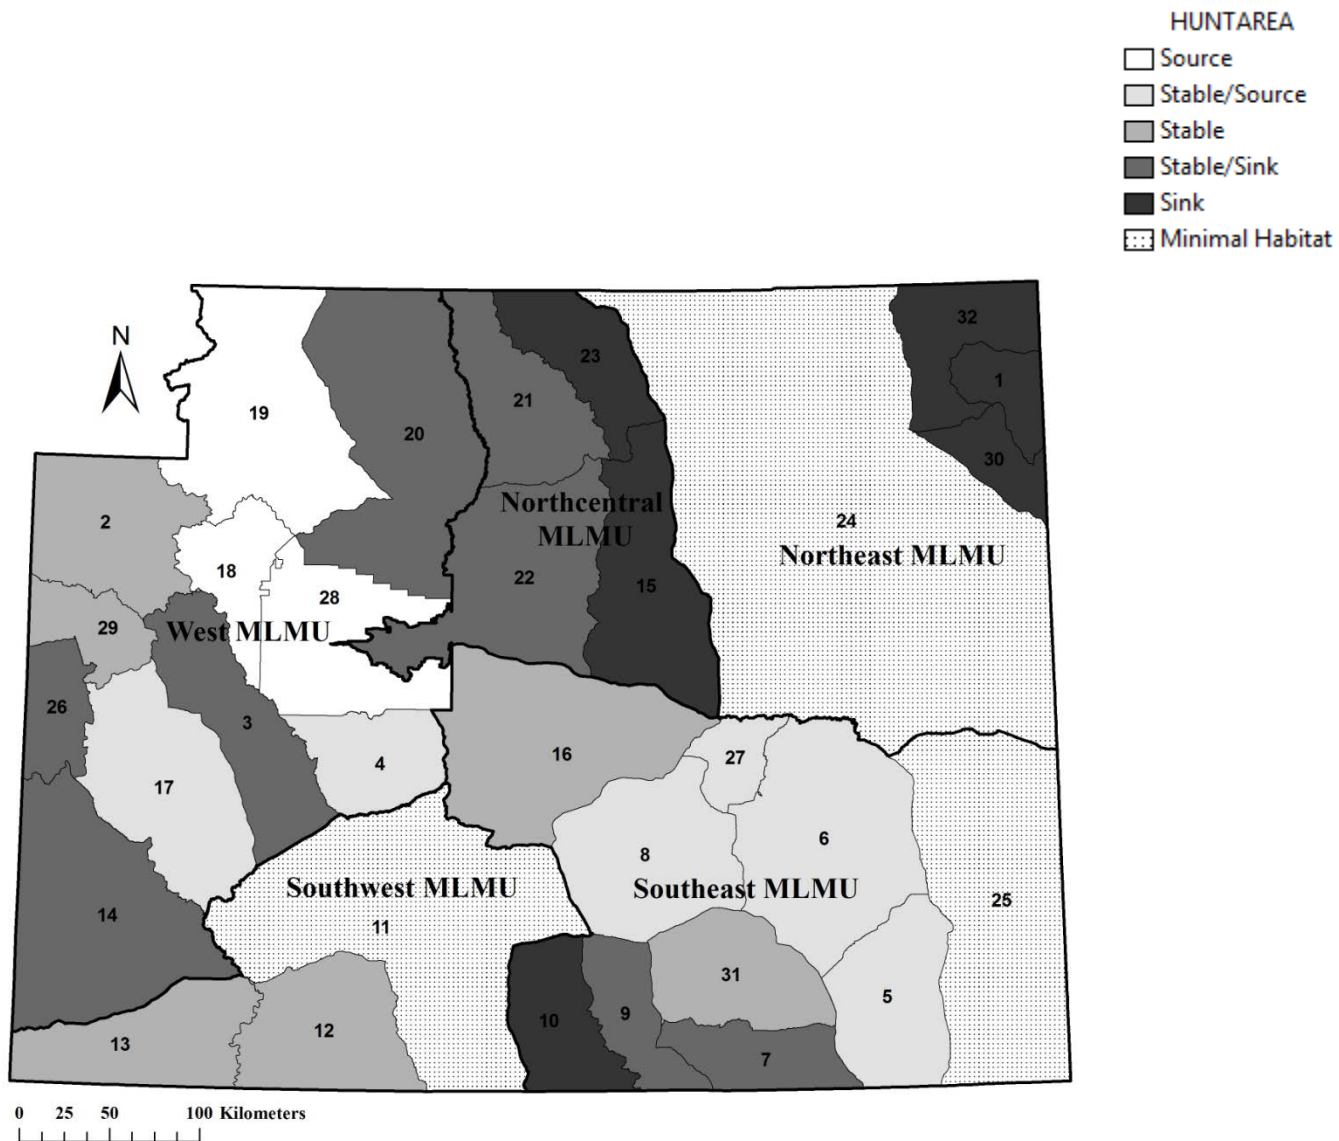 HUNTAREA
Source
Stable/Source
Stable
Stable/Sink
Sink
Minimal Habitat
N
32
23
1
21
19
20
30
Northcentral
MLMU
2
24
Northeast MLMU
18
22
15
28
29
West MLMU
26
3
16
27
4
17
6
8
Southwest MLMU
Southeast MLMU
25
14
11
31
5
10
9
12
13
7
0 25 50 100 Kilometers